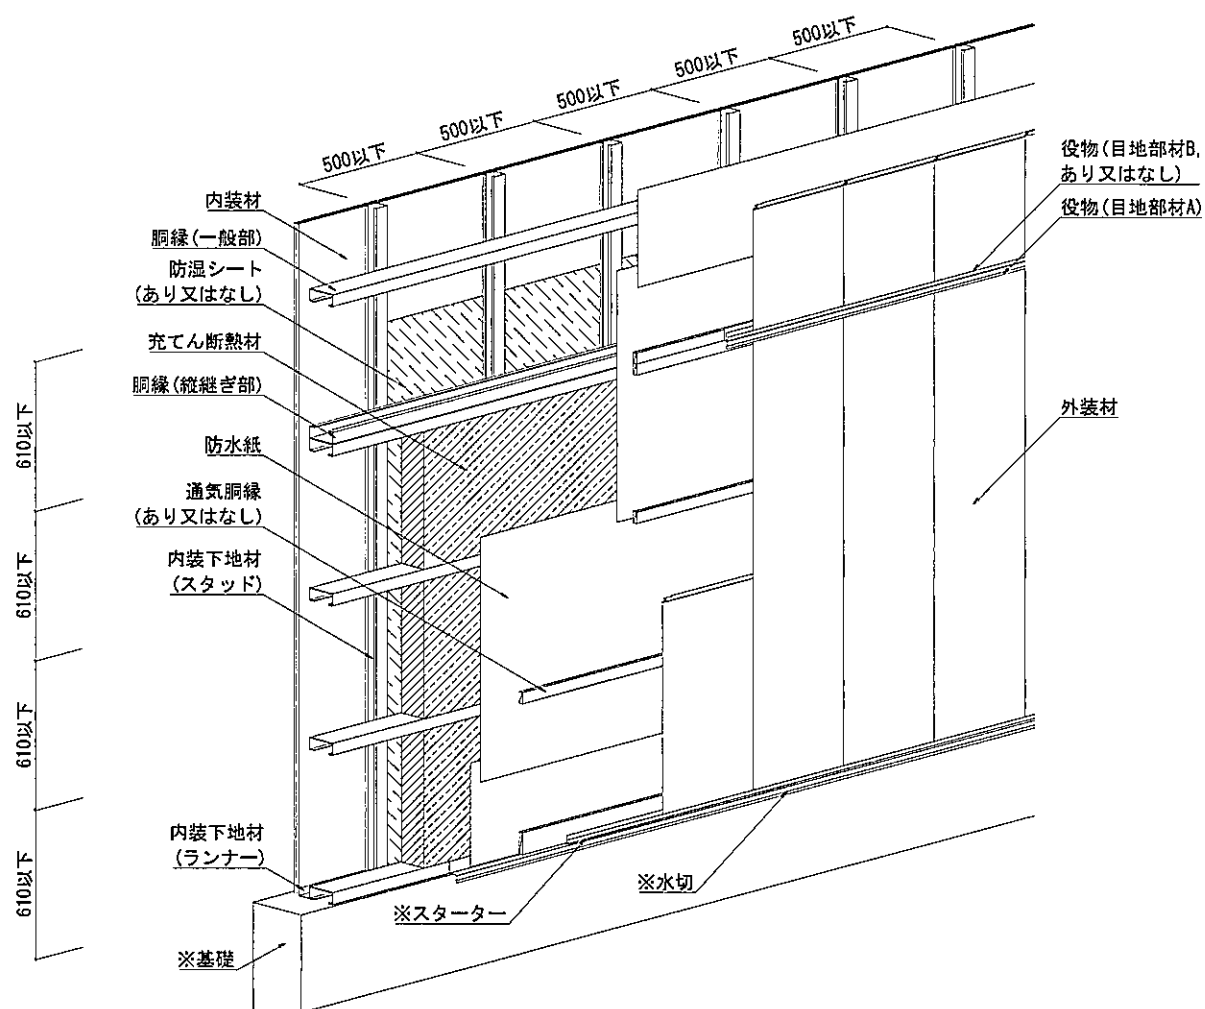 500以下
500以下
500以下
500以下
500以下
内装材
胴縁(一般部)
防湿シート
(あり又はなし)
充てん断熱材
胴縁(縦継ぎ部)
防水紙
通気胴縁
(あり又はなし)
内装下地材
(スタッド)
内装下地材
(ランナー)
※基礎
※スターター
※水切
役物(目地部材B,
あり又はなし)
役物(目地部材A)
外装材
610以下
610以下
610以下
610以下